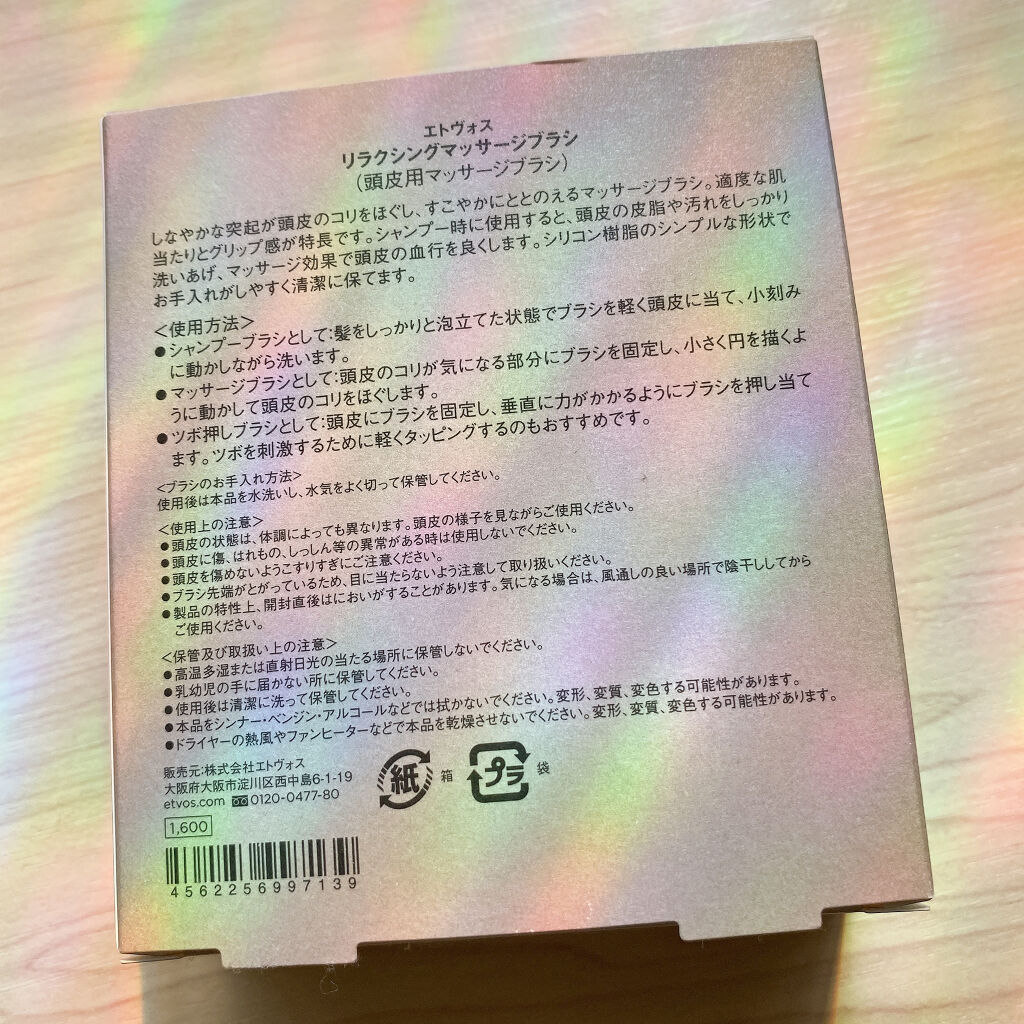 エトヴォス
リラクシングマッサージブラシ
（頭皮用マッサージブラシ）
しなやかな突起が頭皮のコリをほぐし、すこやかにととのえるマッサージブラシ。適度な肌
当たりとグリップ感が特長です。シャンプー時に使用すると、頭皮の皮脂や汚れをしっかり
洗いあげ、マッサージ効果で頭皮の血行を良くします。シリコン樹脂のシンプルな形状で
お手入れがしやすく清潔に保てます。
＜使用方法＞
●シャンプーブラシとして：髪をしっかりと泡立てた状態でブラシを軽く頭皮に当て、小刻み
に動かしながら洗います。
●マッサージブラシとして：頭皮のコリが気になる部分にブラシを固定し、小さく円を描くよ
うに動かして頭皮のコリをほぐします。
●ツボ押しブラシとして：頭皮にブラシを固定し、垂直に力がかかるようにブラシを押し当て
ます。ツボを刺激するために軽くタッピングするのもおすすめです。
＜ブラシのお手入れ方法＞
使用後は本品を水洗いし、水気をよく切って保管してください。
＜使用上の注意＞
●頭皮の状態は、体調によっても異なります。頭皮の様子を見ながらご使用ください。
●頭皮に傷、はれもの、しっしん等の異常がある時は使用しないでください。
●頭皮を傷めないようこすりすぎにご注意ください。
●ブラシ先端がとがっているため、目に当たらないよう注意して取り扱いください。
●製品の特性上、開封直後はにおいがすることがあります。気になる場合は、風通しの良い場所で陰干ししてから
ご使用ください。
＜保管及び取扱い上の注意＞
●高温多湿または直射日光の当たる場所に保管しないでください。
●乳幼児の手に届かない所に保管してください。
●使用後は清潔に洗って保管してください。
●本品をシンナー・ベンジン・アルコールなどでは拭かないでください。変形、変質、変色する可能性があります。
●ドライヤーの熱風やファンヒーターなどで本品を乾燥させないでください。変形、変質、変色する可能性があります。
販売元：株式会社エトヴォス
大阪府大阪市淀川区西中島6-1-19
etvos.com 0120-0477-80
紙 箱 プラ 袋
1,600
4562256997139